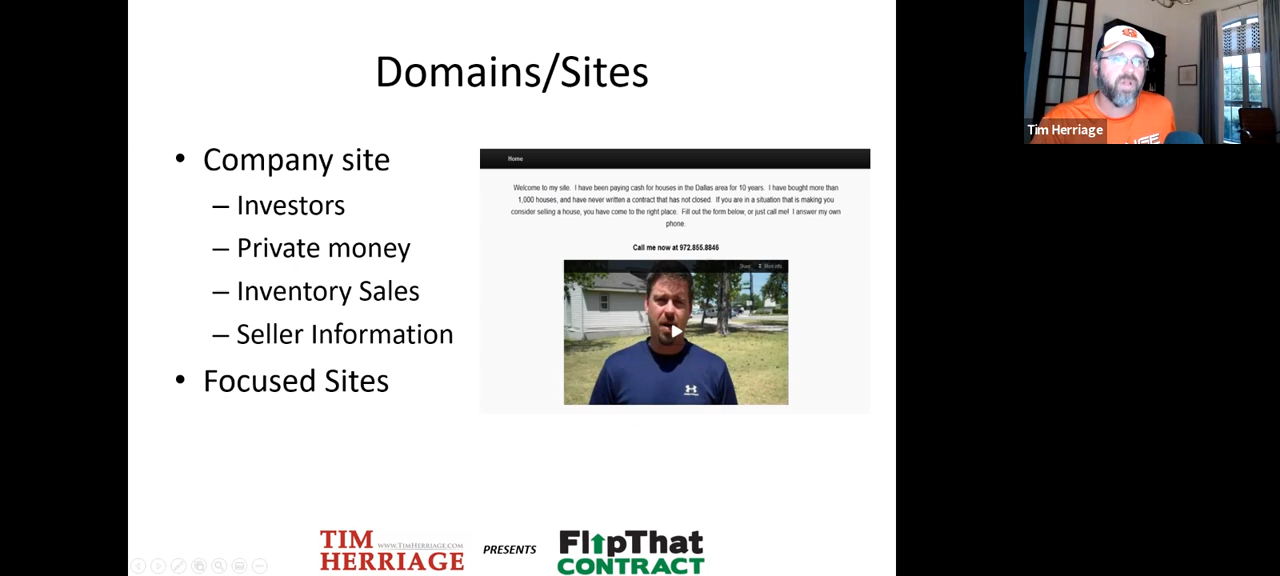 Domains/Sites
• Company site
– Investors
– Private money
– Inventory Sales
– Seller Information
• Focused Sites
Home
Welcome to my site. I have been paying cash for houses in the Dallas area for 10 years. I have bought more than
1,000 houses, and have never written a contract that has not closed. If you are in a situation that is making you
consider selling a house, you have come to the right place. Fill out the form below, or just call me! I answer my own
phone.
Call me now at 972.855.8846
Share More info
TIM
WWW.TIMHERRIAGE.COM
HERRIAGE
PRESENTS
FlipThat
CONTRACT
Tim Herriage